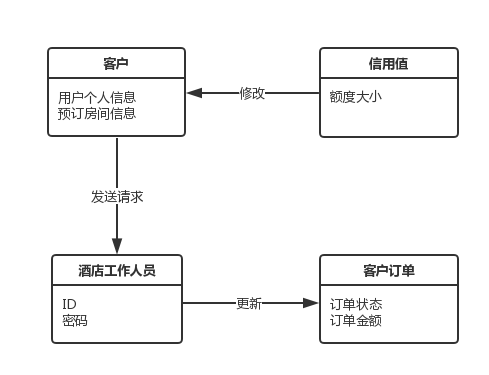 客户
用户个人信息
预订房间信息
信用值
额度大小
修改
发送请求
酒店工作人员
ID
密码
更新
客户订单
订单状态
订单金额